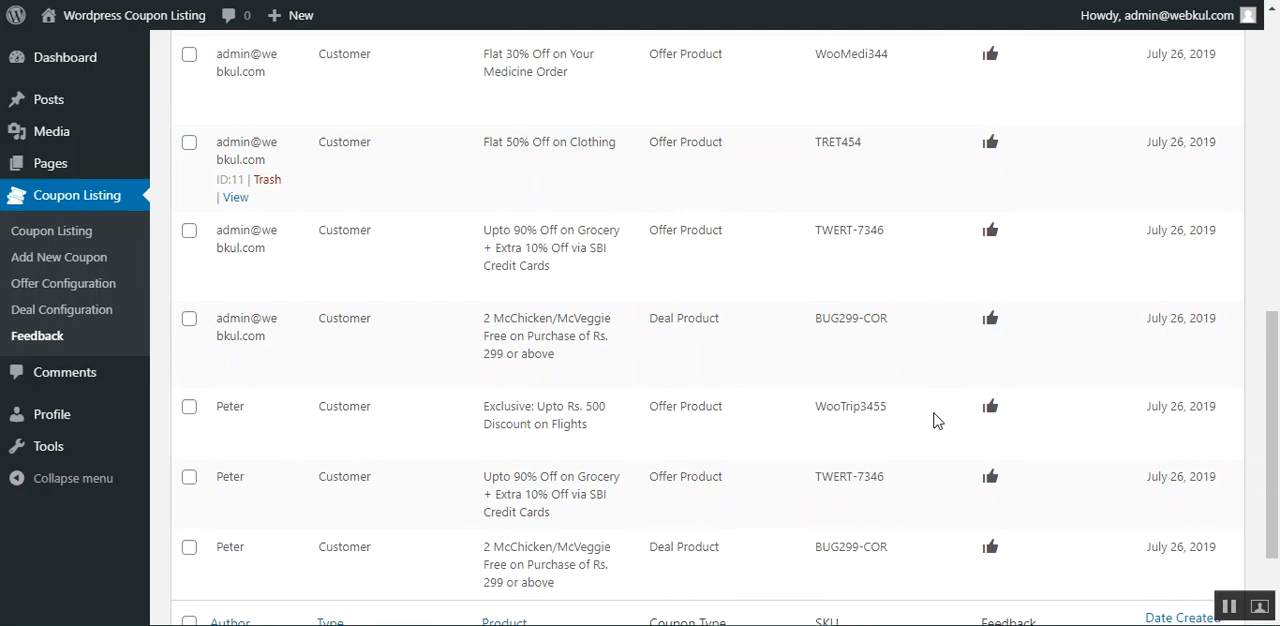 Wordpress Coupon Listing 0 New Howdy, admin@webkul.com
Dashboard
Posts
Media
Pages
Coupon Listing
Coupon Listing
Add New Coupon
Offer Configuration
Deal Configuration
Feedback
Comments
Profile
Tools
Collapse menu
admin@we Customer Flat 30% Off on Your Offer Product WooMedi344 July 26, 2019
bkul.com Medicine Order
admin@we Customer Flat 50% Off on Clothing Offer Product TRET454 July 26, 2019
bkul.com
ID:11 | Trash
| View
admin@we Customer Upto 90% Off on Grocery Offer Product TWERT-7346 July 26, 2019
bkul.com + Extra 10% Off via SBI
Credit Cards
admin@we Customer 2 McChicken/McVeggie Deal Product BUG299-COR July 26, 2019
bkul.com Free on Purchase of Rs.
299 or above
Peter Customer Exclusive: Upto Rs. 500 Offer Product WooTrip3455 July 26, 2019
Discount on Flights
Peter Customer Upto 90% Off on Grocery Offer Product TWERT-7346 July 26, 2019
+ Extra 10% Off via SBI
Credit Cards
Peter Customer 2 McChicken/McVeggie Deal Product BUG299-COR July 26, 2019
Free on Purchase of Rs.
299 or above
Author Type Product Coupon Type SKU Feedback Date Created